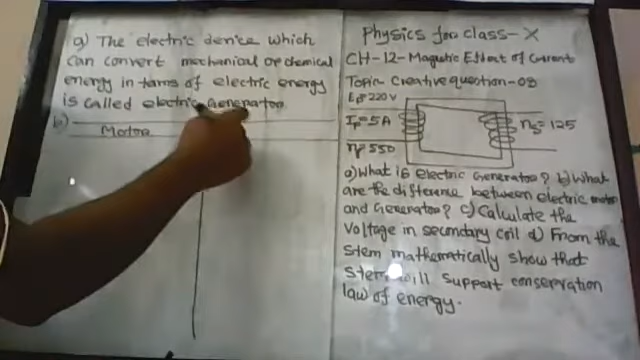 a) The electric device which
can convert mechanical or chemical
energy in terms of electric energy
is called electric Generator
b)
Motor
Physics for class-X
CH-12-Magnetic Effect of Current
Topic-Creative question-08
Ep=220V
Ip=5A
np=550
ns=125
a) What is electric Generator? b) What
are the difference between electric motor
and Generator? c) Calculate the
voltage in secondary coil d) From the
stem mathematically show that
stem will support conservation
law of energy.